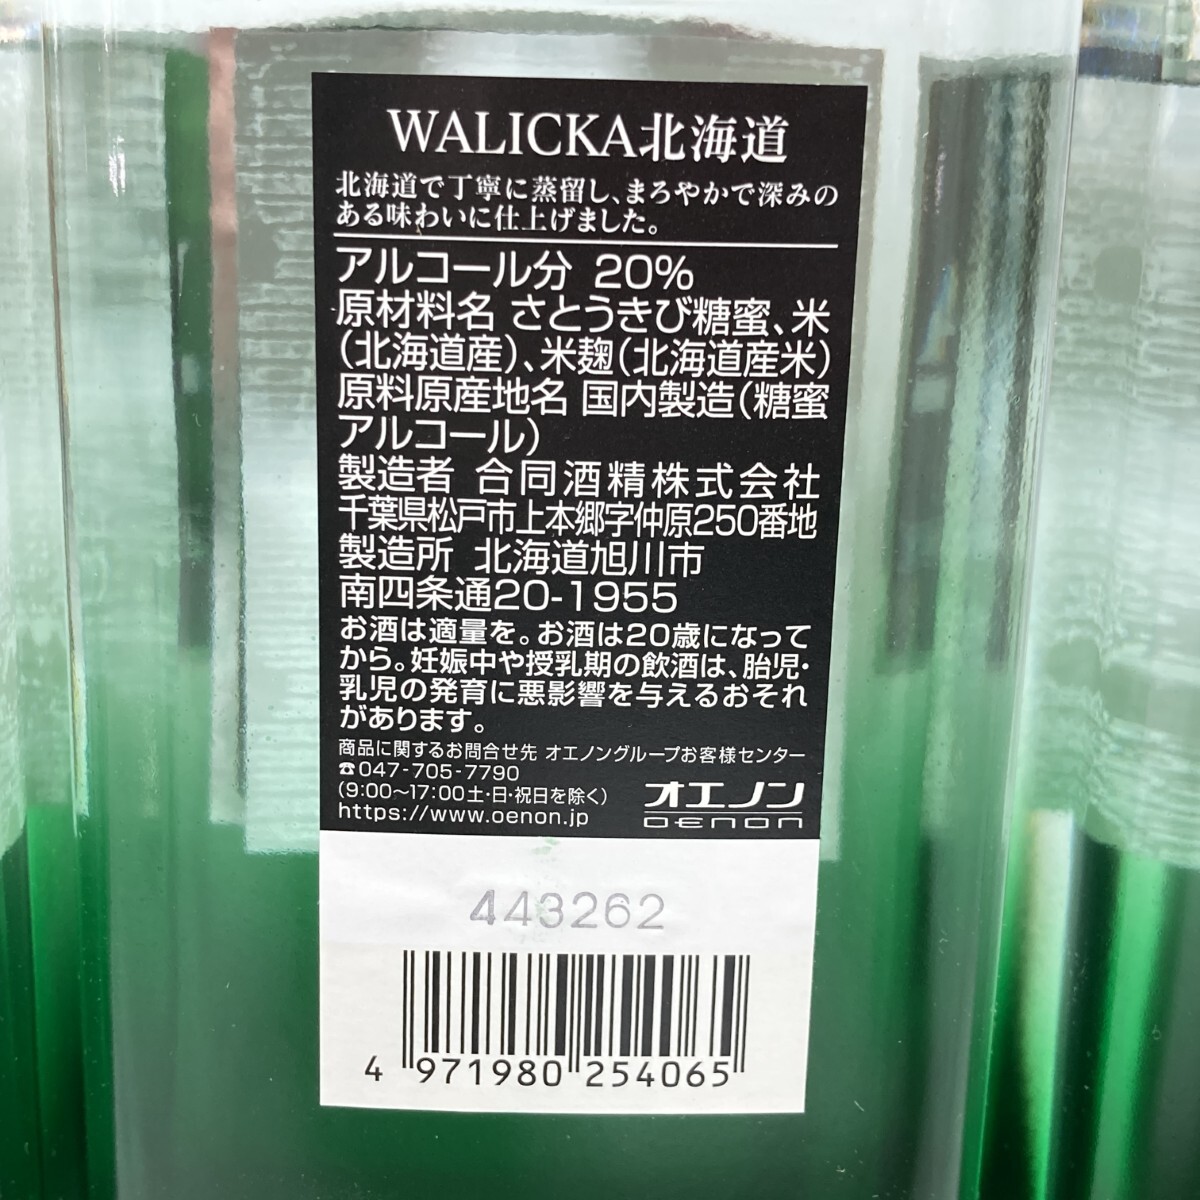 WALICKA北海道
北海道で丁寧に蒸留し、まろやかで深みの
ある味わいに仕上げました。
アルコール分 20%
原材料名 さとうきび糖蜜、米
(北海道産)、米麹(北海道産米)
原料原産地名 国内製造(糖蜜
アルコール)
製造者 合同酒精株式会社
千葉県松戸市上本郷字仲原250番地
製造所 北海道旭川市
南四条通20-1955
お酒は適量を。お酒は20歳になって
から。妊娠中や授乳期の飲酒は、胎児・
乳児の発育に悪影響を与えるおそれ
があります。
商品に関するお問合せ先 オエノングループお客様センター
☎047-705-7790
(9:00〜17:00土・日・祝日を除く)
https://www.oenon.jp
オエノン
OENON
443262
4 971980 254065